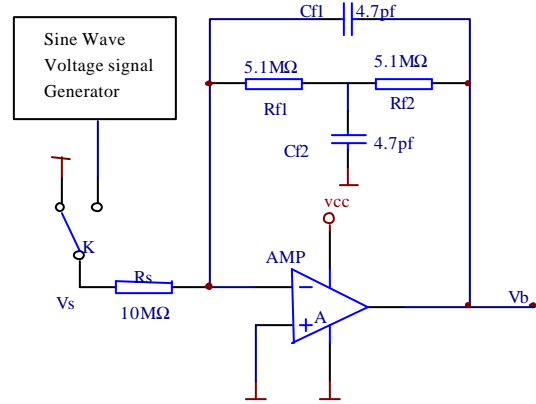 Cf1 4.7pf
Sine Wave
Voltage signal
Generator
5.1MΩ 5.1MΩ
Rf1 Rf2
Cf2 4.7pf
vcc
K
AMP
Rs
Vs
10MΩ
A
Vb